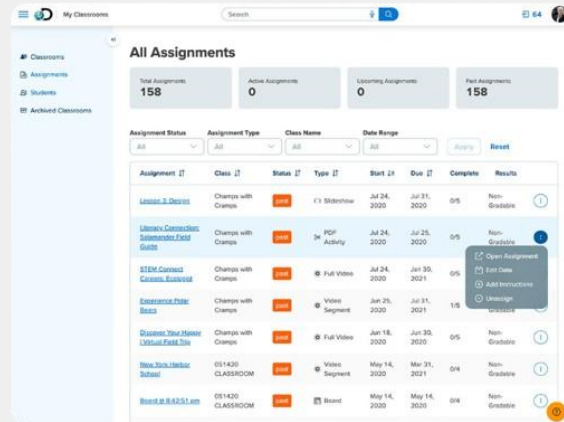 My Classrooms
Search
64
Classrooms
Assignments
Students
Archived Classrooms
All Assignments
Total Assignments
158
Active Assignments
0
Upcoming Assignments
0
Past Assignments
158
Assignment Status
Assignment Type
Class Name
Date Range
All
All
All
All
Apply
Reset
Assignment
Class
Status
Type
Start
Due
Complete
Results
Lesson 3: Design
Champs with
Cramps
past
Slideshow
Jul 24,
2020
Jul 31,
2020
0/5
Non-
Gradable
Literacy Connection:
Salamander Field
Guide
Champs with
Cramps
past
PDF
Activity
Jul 24,
2020
Jul 25,
2020
0/5
Non-
Gradable
Open Assignment
Edit Date
Add Instructions
Unassign
STEM Connect
Careers: Ecologist
Champs with
Cramps
past
Full Video
Jul 24,
2020
Jan 30,
2021
0/5
Experience Polar
Bears
Champs with
Cramps
past
Video
Segment
Jun 25,
2020
Jul 31,
2021
1/5
Gradable
Discover Your Happy
| Virtual Field Trip
Champs with
Cramps
past
Full Video
Jun 18,
2020
Jun 30,
2020
0/5
Non-
Gradable
New York Harbor
School
051420
CLASSROOM
past
Video
Segment
May 14,
2020
Mar 31,
2021
0/4
Non-
Gradable
Board @ 8:42:51 pm
051420
CLASSROOM
past
Board
May 14,
2020
May 14,
2020
0/4
Non-
Gradable